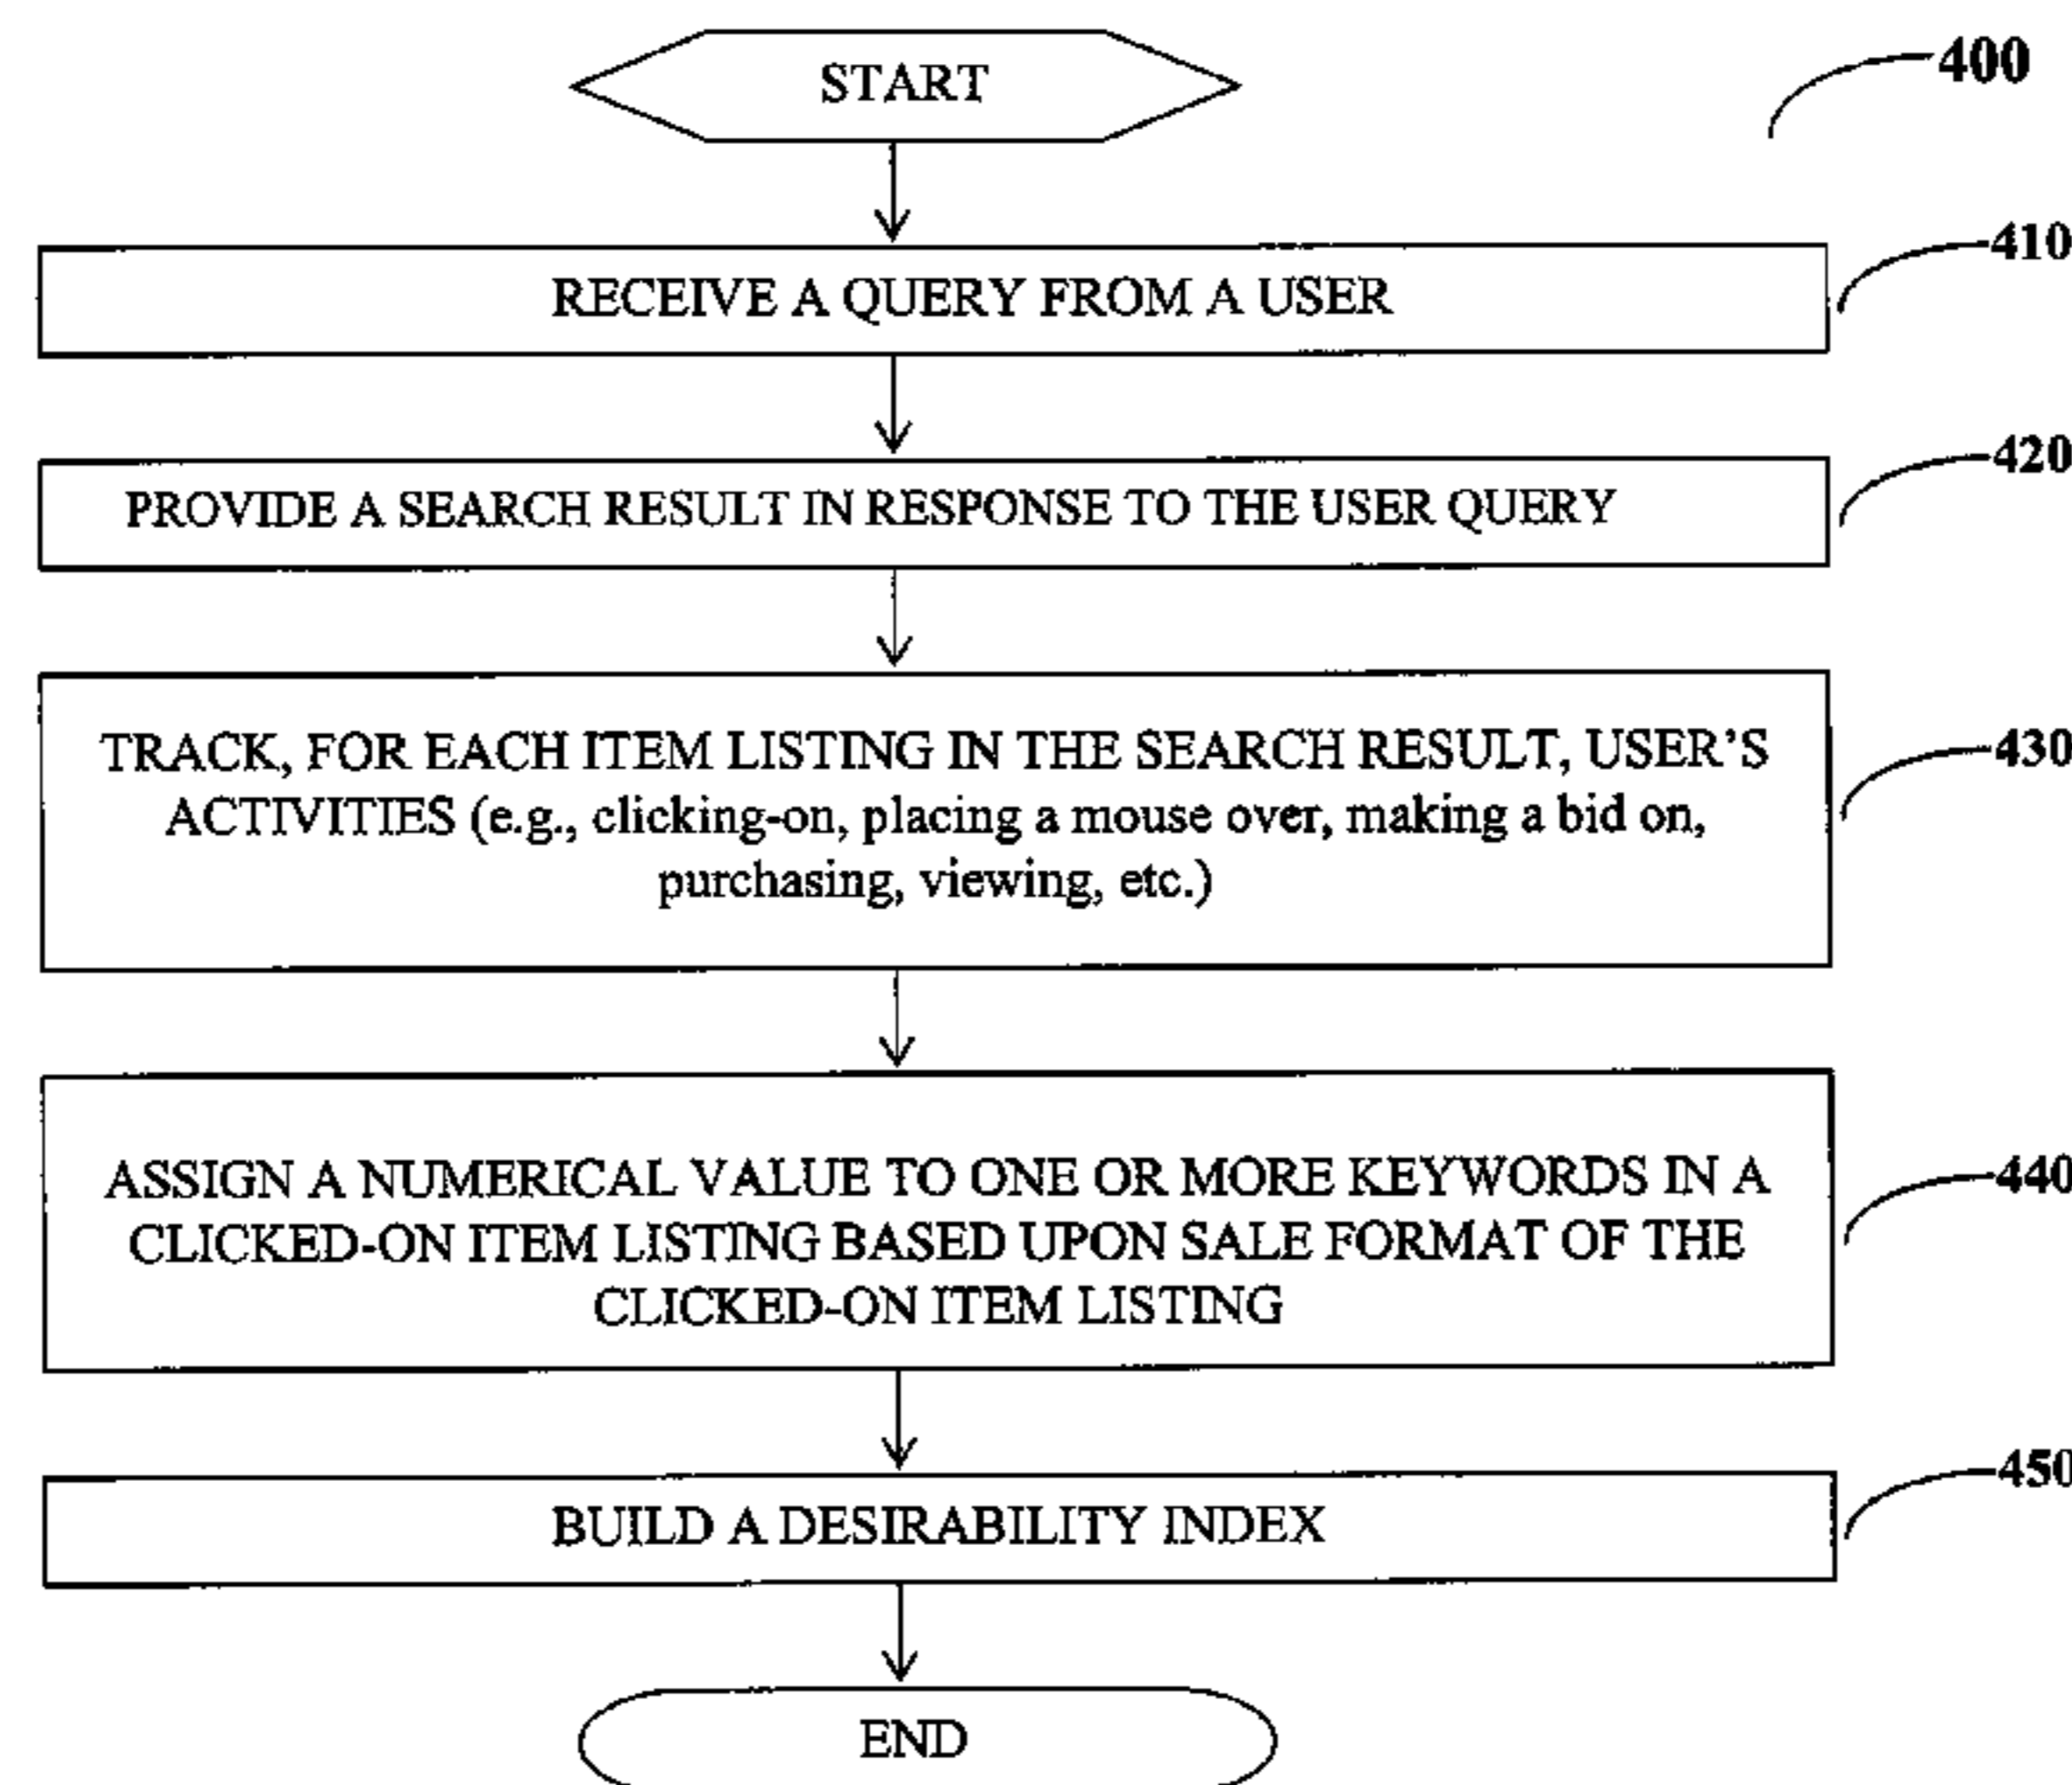 START
400
410
RECEIVE A QUERY FROM A USER
420
PROVIDE A SEARCH RESULT IN RESPONSE TO THE USER QUERY
TRACK, FOR EACH ITEM LISTING IN THE SEARCH RESULT, USER'S
430
ACTIVITIES (e.g., clicking-on, placing a mouse over, making a bid on,
purchasing, viewing, etc.)
ASSIGN A NUMERICAL VALUE TO ONE OR MORE KEYWORDS IN A
440
CLICKED-ON ITEM LISTING BASED UPON SALE FORMAT OF THE
CLICKED-ON ITEM LISTING
450
BUILD A DESIRABILITY INDEX
END